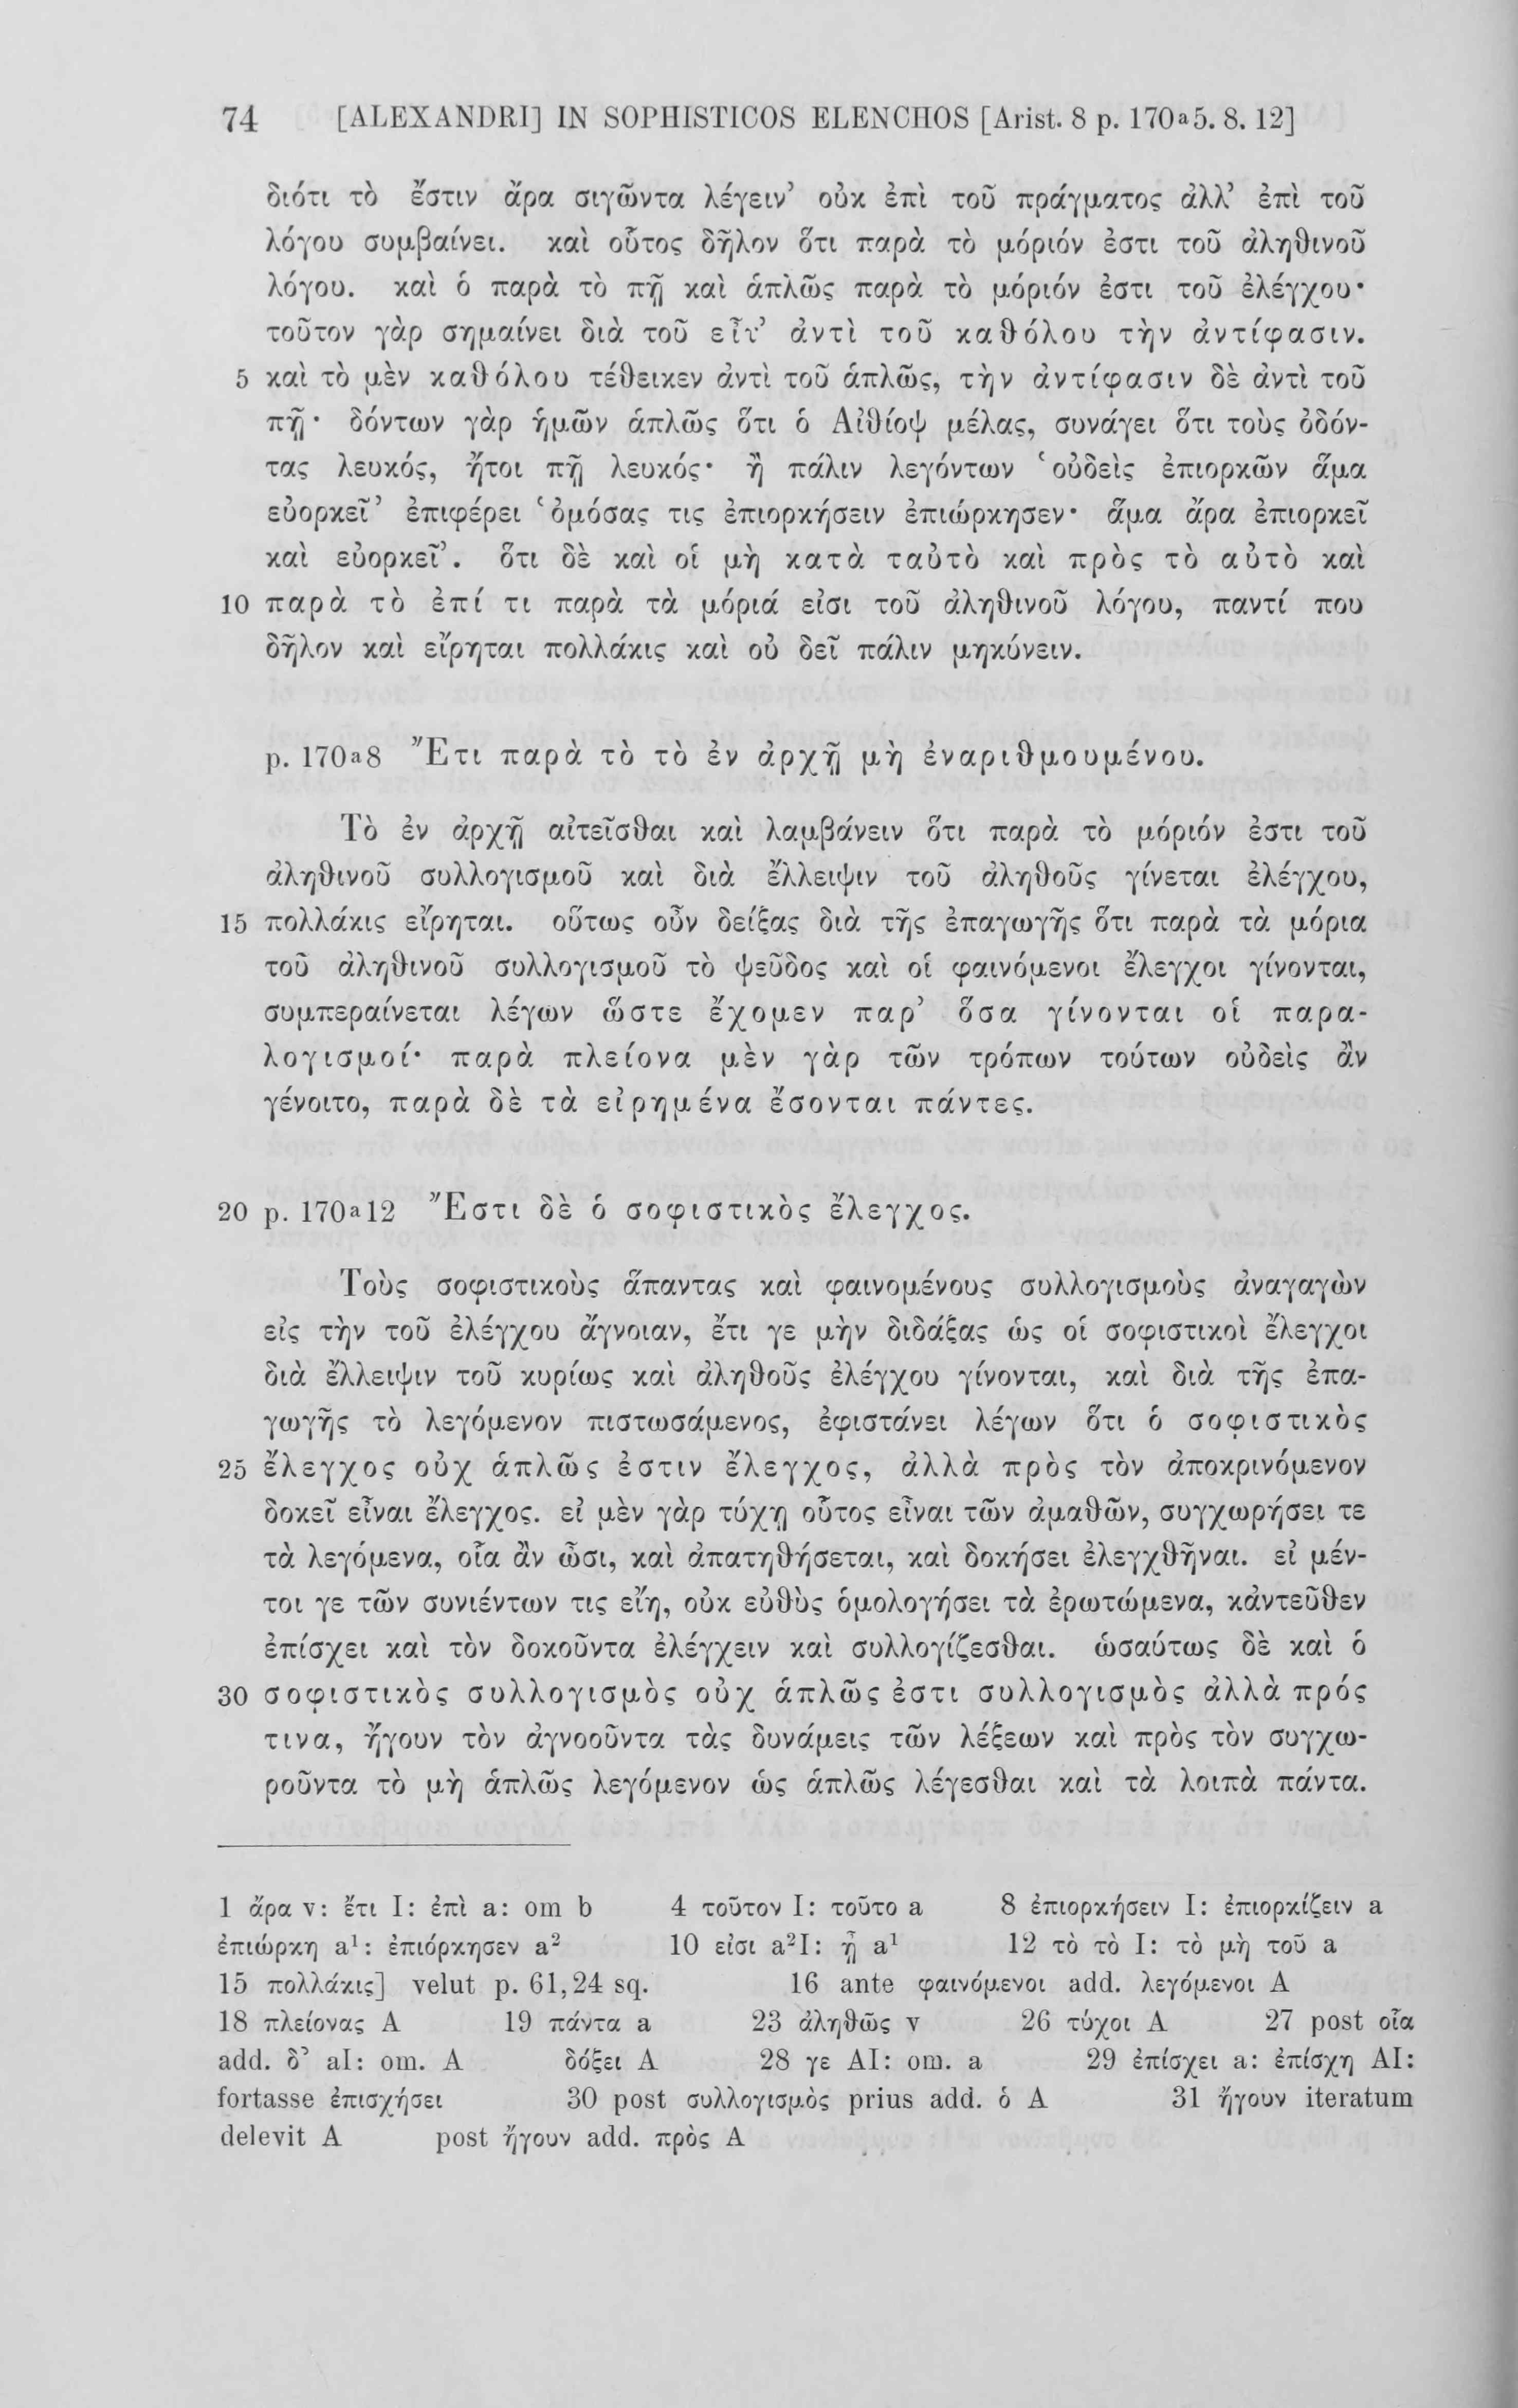 74 [ALEXANDRI] IN SOPHISTICOS ELENCHOS [Arist. 8 p. 170a5. 8. 12]
διότι τὸ ἔστιν ἄρα σιγῶντα λέγειν’ οὐκ ἐπὶ τοῦ πράγματος ἀλλ’ ἐπὶ τοῦ
λόγου συμβαίνει. καὶ οὗτος δῆλον ὅτι παρὰ τὸ μόριόν ἐστι τοῦ ἀληθινοῦ
λόγου. καὶ ὁ παρὰ τὸ πῇ καὶ ἁπλῶς παρὰ τὸ μόριόν ἐστι τοῦ ἐλέγχου·
τοῦτον γὰρ σημαίνει διὰ τοῦ εἶτ’ ἀντὶ τοῦ καθόλου τὴν ἀντίφασιν.
5 καὶ τὸ μὲν καθόλου τέθεικεν ἀντὶ τοῦ ἁπλῶς, τὴν ἀντίφασιν δὲ ἀντὶ τοῦ
πῇ· δόντων γὰρ ἡμῶν ἁπλῶς ὅτι ὁ Αἰθίοψ μέλας, συνάγει ὅτι τοὺς ὀδόν-
τας λευκός, ἤτοι πῇ λευκός· ἢ πάλιν λεγόντων ‘οὐδεὶς ἐπιορκῶν ἅμα
εὐορκεῖ’ ἐπιφέρει ‘ὀμόσας τις ἐπιορκήσειν ἐπιώρκησεν· ἅμα ἄρα ἐπιορκεῖ
καὶ εὐορκεῖ’. ὅτι δὲ καὶ οἱ μὴ κατὰ ταὐτὸ καὶ πρὸς τὸ αὐτὸ καὶ
10 παρὰ τὸ ἐπί τι παρὰ τὰ μόριά εἰσι τοῦ ἀληθινοῦ λόγου, παντί που
δῆλον καὶ εἴρηται πολλάκις καὶ οὐ δεῖ πάλιν μηκύνειν.
p. 170a8 Ἔτι παρὰ τὸ τὸ ἐν ἀρχῇ μὴ ἐναριθμουμένου.
Τὸ ἐν ἀρχῇ αἰτεῖσθαι καὶ λαμβάνειν ὅτι παρὰ τὸ μόριόν ἐστι τοῦ
ἀληθινοῦ συλλογισμοῦ καὶ διὰ ἔλλειψιν τοῦ ἀληθοῦς γίνεται ἐλέγχου,
15 πολλάκις εἴρηται. οὕτως οὖν δείξας διὰ τῆς ἐπαγωγῆς ὅτι παρὰ τὰ μόρια
τοῦ ἀληθινοῦ συλλογισμοῦ τὸ ψεῦδος καὶ οἱ φαινόμενοι ἔλεγχοι γίνονται,
συμπεραίνεται λέγων ὥστε ἔχομεν παρ’ ὅσα γίνονται οἱ παρα-
λογισμοί· παρὰ πλείονα μὲν γὰρ τῶν τρόπων τούτων οὐδεὶς ἂν
γένοιτο, παρὰ δὲ τὰ εἰρημένα ἔσονται πάντες.
20 p. 170a12 Ἔστι δὲ ὁ σοφιστικὸς ἔλεγχος.
Τοὺς σοφιστικοὺς ἅπαντας καὶ φαινομένους συλλογισμοὺς ἀναγαγὼν
εἰς τὴν τοῦ ἐλέγχου ἄγνοιαν, ἔτι γε μὴν διδάξας ὡς οἱ σοφιστικοὶ ἔλεγχοι
διὰ ἔλλειψιν τοῦ κυρίως καὶ ἀληθοῦς ἐλέγχου γίνονται, καὶ διὰ τῆς ἐπα-
γωγῆς τὸ λεγόμενον πιστωσάμενος, ἐφιστάνει λέγων ὅτι ὁ σοφιστικὸς
25 ἔλεγχος οὐχ ἁπλῶς ἐστιν ἔλεγχος, ἀλλὰ πρὸς τὸν ἀποκρινόμενον
δοκεῖ εἶναι ἔλεγχος. εἰ μὲν γὰρ τύχῃ οὗτος εἶναι τῶν ἀμαθῶν, συγχωρήσει τε
τὰ λεγόμενα, οἷα ἂν ὦσι, καὶ ἀπατηθήσεται, καὶ δοκήσει ἐλεγχθῆναι. εἰ μέν-
τοι γε τῶν συνιέντων τις εἴη, οὐκ εὐθὺς ὁμολογήσει τὰ ἐρωτώμενα, κἀντεῦθεν
ἐπίσχει καὶ τὸν δοκοῦντα ἐλέγχειν καὶ συλλογίζεσθαι. ὡσαύτως δὲ καὶ ὁ
30 σοφιστικὸς συλλογισμὸς οὐχ ἁπλῶς ἐστι συλλογισμὸς ἀλλὰ πρός
τινα, ἤγουν τὸν ἀγνοοῦντα τὰς δυνάμεις τῶν λέξεων καὶ πρὸς τὸν συγχω-
ροῦντα τὸ μὴ ἁπλῶς λεγόμενον ὡς ἁπλῶς λέγεσθαι καὶ τὰ λοιπὰ πάντα.
1 ἄρα v: ἔτι I: ἐπὶ a: om b 4 τοῦτον I: τοῦτο a 8 ἐπιορκήσειν I: ἐπιορκίζειν a
ἐπιώρκη a¹: ἐπιόρκησεν a² 10 εἰσι a²I: ᾖ a¹ 12 τὸ τὸ I: τὸ μὴ τοῦ a
15 πολλάκις] velut p. 61,24 sq. 16 ante φαινόμενοι add. λεγόμενοι A
18 πλείονας A 19 πάντα a 23 ἀληθῶς v 26 τύχοι A 27 post οἷα
add. δ’ aI: om. A δόξει A 28 γε AI: om. a 29 ἐπίσχει a: ἐπίσχη AI:
fortasse ἐπισχήσει 30 post συλλογισμὸς prius add. ὁ A 31 ἤγουν iteratum
delevit A post ἤγουν add. πρὸς A